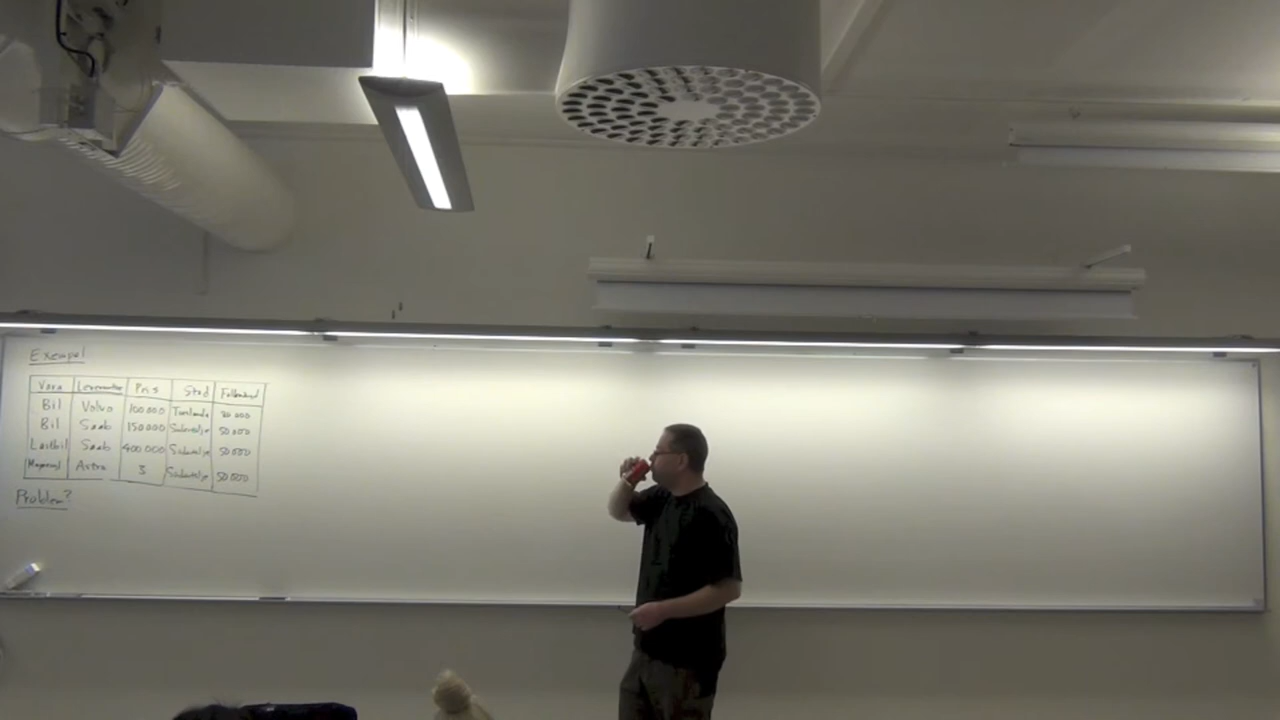 Exempel
Vara Leverantör Pris Stad Folkmängd
Bil Volvo 100 000 Torslanda 20 000
Bil Saab 150 000 Södertälje 50 000
Lastbil Saab 400 000 Södertälje 50 000
Astra 3 Södertälje 50 000
Problem?